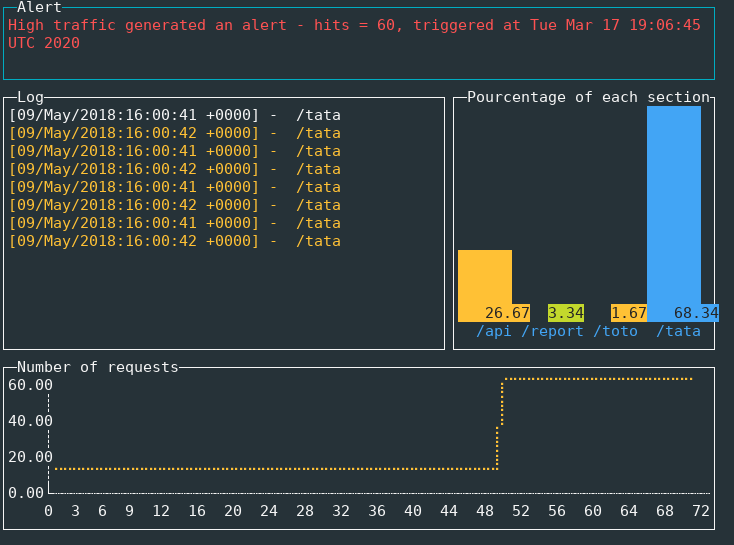 Alert
High traffic generated an alert - hits = 60, triggered at Tue Mar 17 19:06:45
UTC 2020
Log
[09/May/2018:16:00:41 +0000] -  /tata
[09/May/2018:16:00:42 +0000] -  /tata
[09/May/2018:16:00:41 +0000] -  /tata
[09/May/2018:16:00:42 +0000] -  /tata
[09/May/2018:16:00:41 +0000] -  /tata
[09/May/2018:16:00:42 +0000] -  /tata
[09/May/2018:16:00:41 +0000] -  /tata
[09/May/2018:16:00:42 +0000] -  /tata
Pourcentage of each section
26.67 3.34 1.67 68.34
/api /report /toto /tata
Number of requests
60.00
40.00
20.00
0.00
0 3 6 9 12 16 20 24 28 32 36 40 44 48 52 56 60 64 68 72